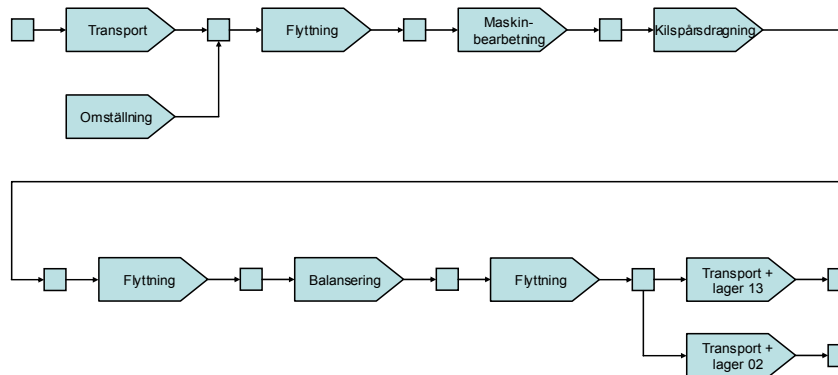 Transport
Flyttning
Maskin-
bearbetning
Kilspårsdragning
Omställning
Flyttning
Balansering
Flyttning
Transport +
lager 13
Transport +
lager 02